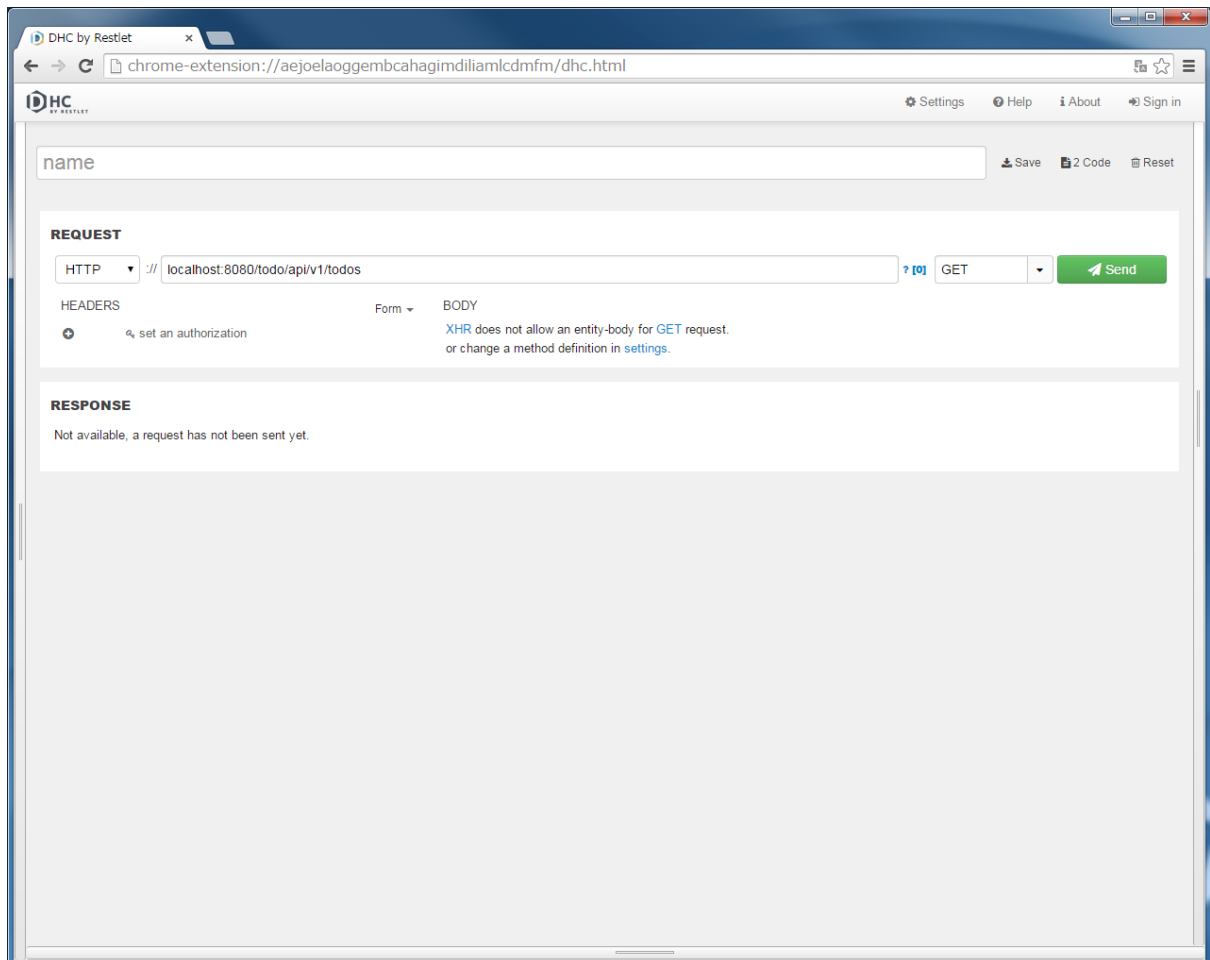 DHC by Restlet
chrome-extension://aejoelaoggembcahagimdiliamlcdmfm/dhc.html
DHC
BY RESTLET
Settings Help About Sign in
name
Save 2 Code Reset
REQUEST
HTTP :// localhost:8080/todo/api/v1/todos ? [0] GET Send
HEADERS Form BODY
set an authorization
XHR does not allow an entity-body for GET request.
or change a method definition in settings.
RESPONSE
Not available, a request has not been sent yet.